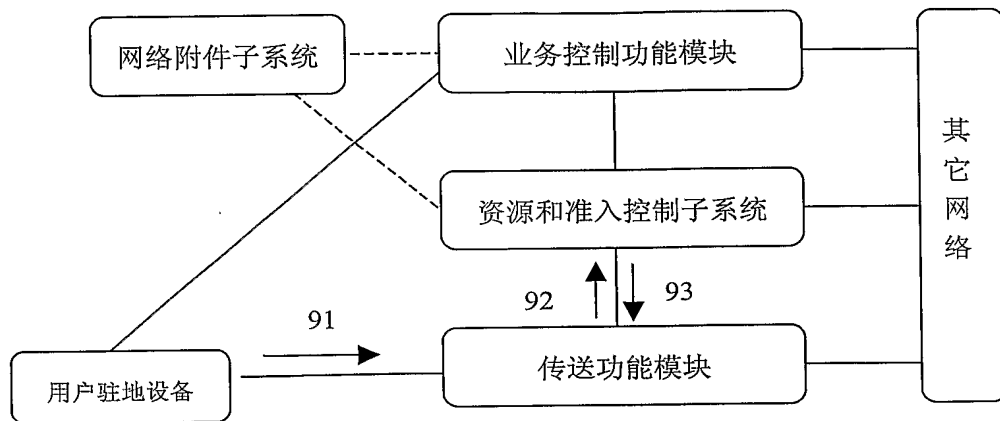 网络附件子系统
业务控制功能模块
资源和准入控制子系统
其它网络
92
93
91
传送功能模块
用户驻地设备